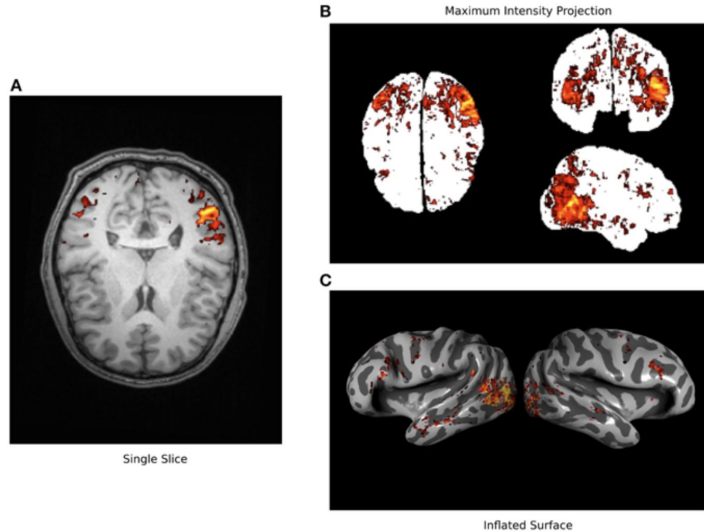 B
Maximum Intensity Projection
A
C
Single Slice
Inflated Surface